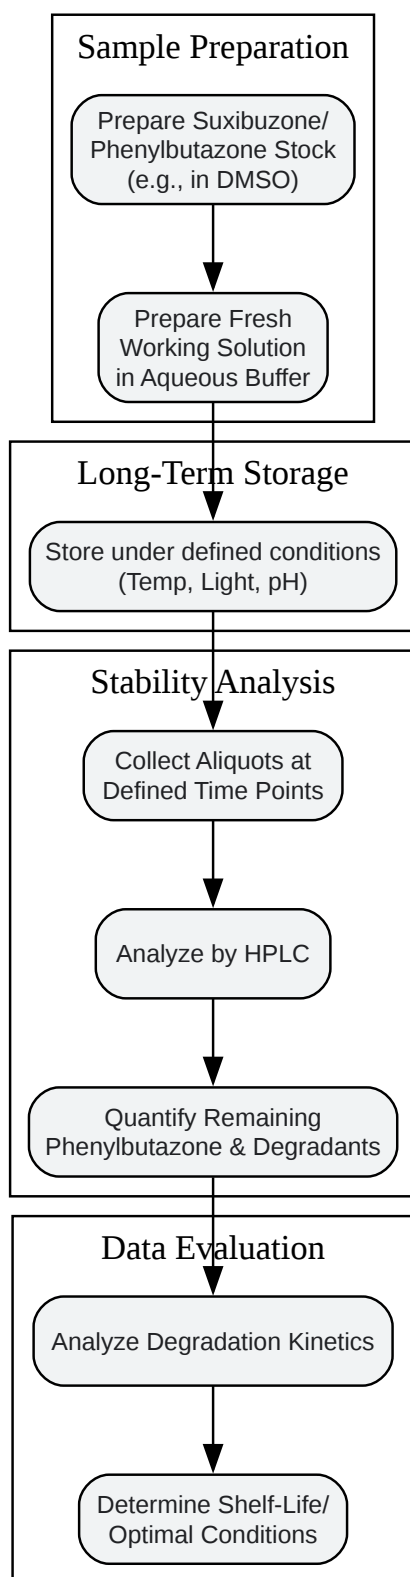 Sample Preparation
Prepare Suxibuzone/
Phenylbutazone Stock
(e.g., in DMSO)
Prepare Fresh
Working Solution
in Aqueous Buffer
Long-Term Storage
Store under defined conditions
(Temp, Light, pH)
Stability Analysis
Collect Aliquots at
Defined Time Points
Analyze by HPLC
Quantify Remaining
Phenylbutazone & Degradants
Data Evaluation
Analyze Degradation Kinetics
Determine Shelf-Life/
Optimal Conditions